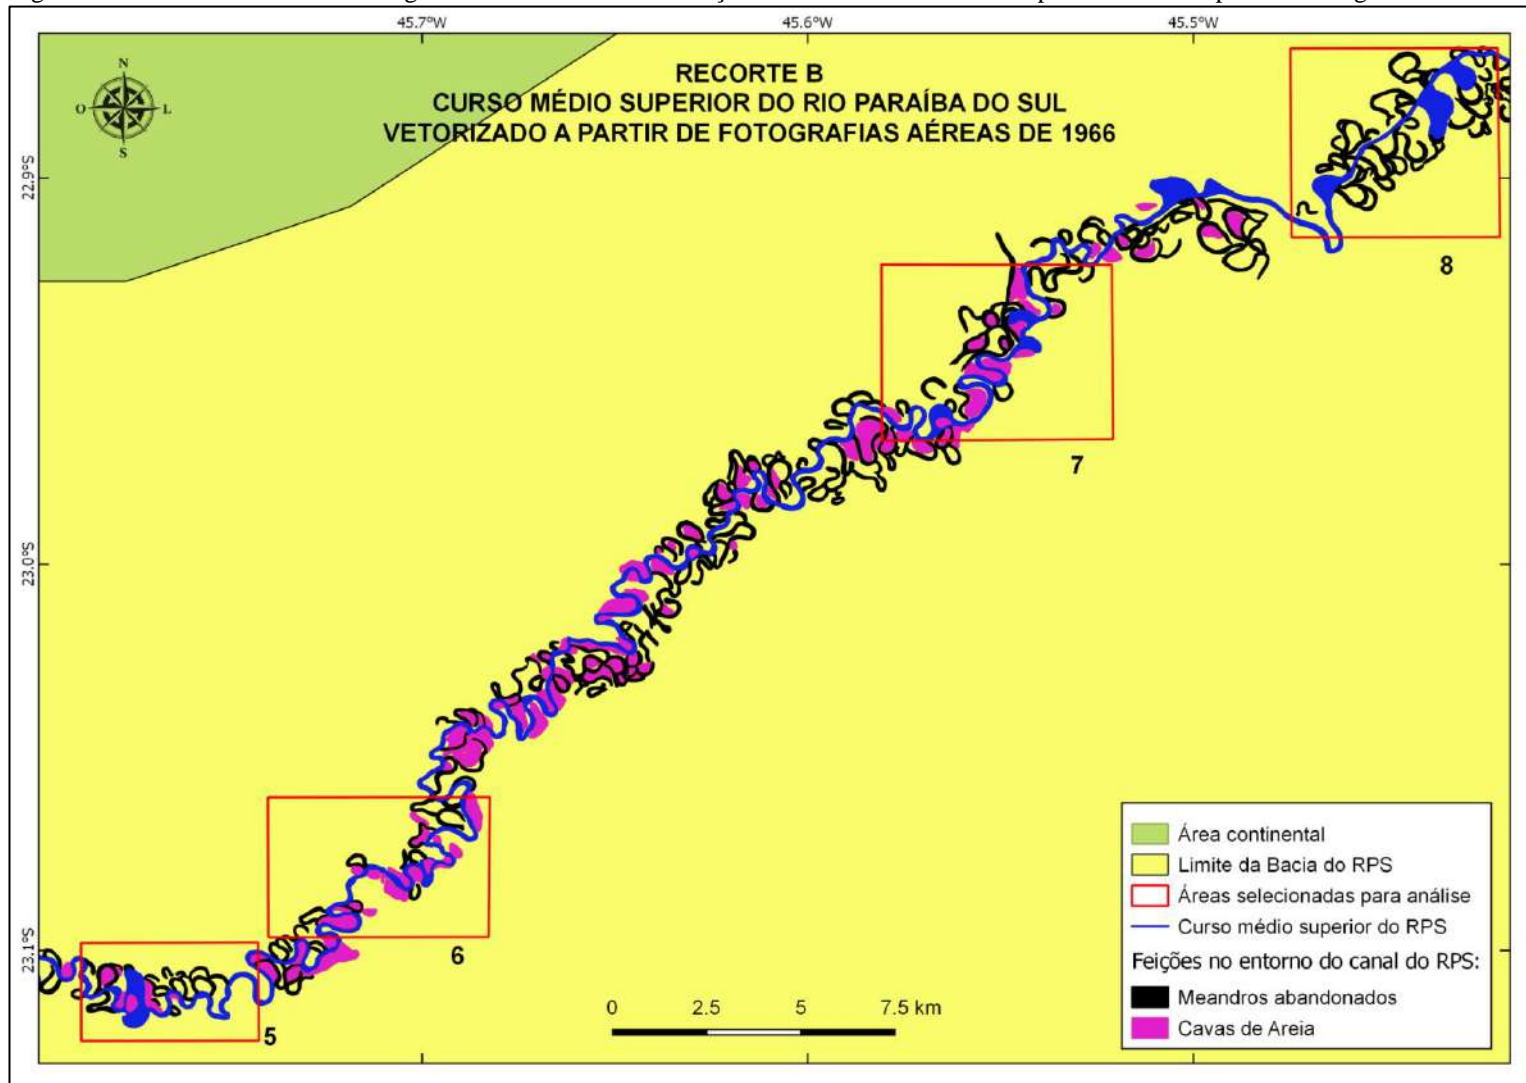 45.7°W 45.6°W 45.5°W
RECORTE B
CURSO MÉDIO SUPERIOR DO RIO PARAÍBA DO SUL
VETORIZADO A PARTIR DE FOTOGRAFIAS AÉREAS DE 1966
N
O L
S
22.9°S
8
7
23.0°S
6
23.1°S
5
0 2.5 5 7.5 km
Área continental
Limite da Bacia do RPS
Áreas selecionadas para análise
Curso médio superior do RPS
Feições no entorno do canal do RPS:
Meandros abandonados
Cavas de Areia